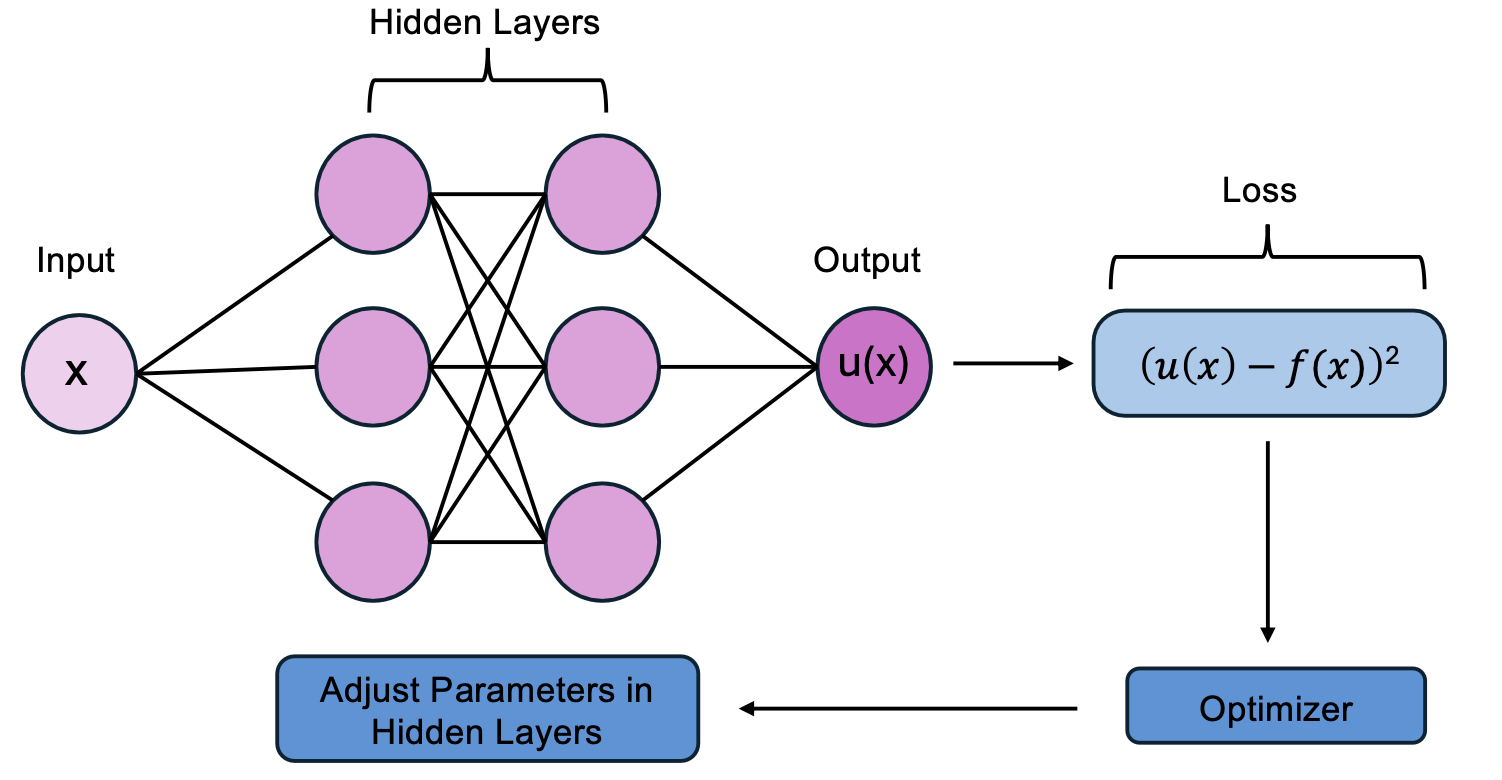 Hidden Layers
Input
x
Output
u(x)
Loss
(u(x) − f(x))²
Optimizer
Adjust Parameters in
Hidden Layers